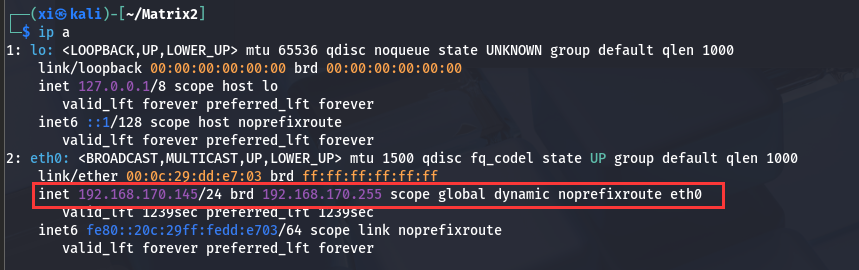 ┌──(xi㉿kali)-[~/Matrix2]
└─$ ip a
1: lo: <LOOPBACK,UP,LOWER_UP> mtu 65536 qdisc noqueue state UNKNOWN group default qlen 1000
    link/loopback 00:00:00:00:00:00 brd 00:00:00:00:00:00
    inet 127.0.0.1/8 scope host lo
       valid_lft forever preferred_lft forever
    inet6 ::1/128 scope host noprefixroute
       valid_lft forever preferred_lft forever
2: eth0: <BROADCAST,MULTICAST,UP,LOWER_UP> mtu 1500 qdisc fq_codel state UP group default qlen 1000
    link/ether 00:0c:29:dd:e7:03 brd ff:ff:ff:ff:ff:ff
    inet 192.168.170.145/24 brd 192.168.170.255 scope global dynamic noprefixroute eth0
       valid_lft 1239sec preferred_lft 1239sec
    inet6 fe80::20c:29ff:fedd:e703/64 scope link noprefixroute
       valid_lft forever preferred_lft forever